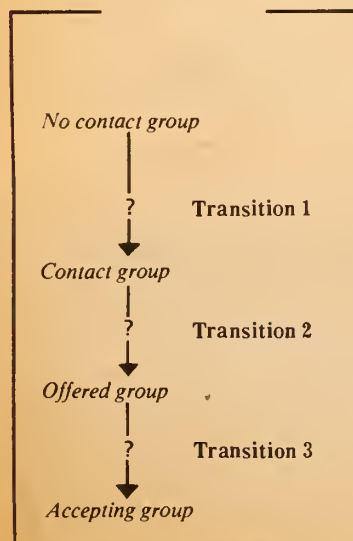 No contact group
? Transition 1
Contact group
? Transition 2
Offered group
? Transition 3
Accepting group